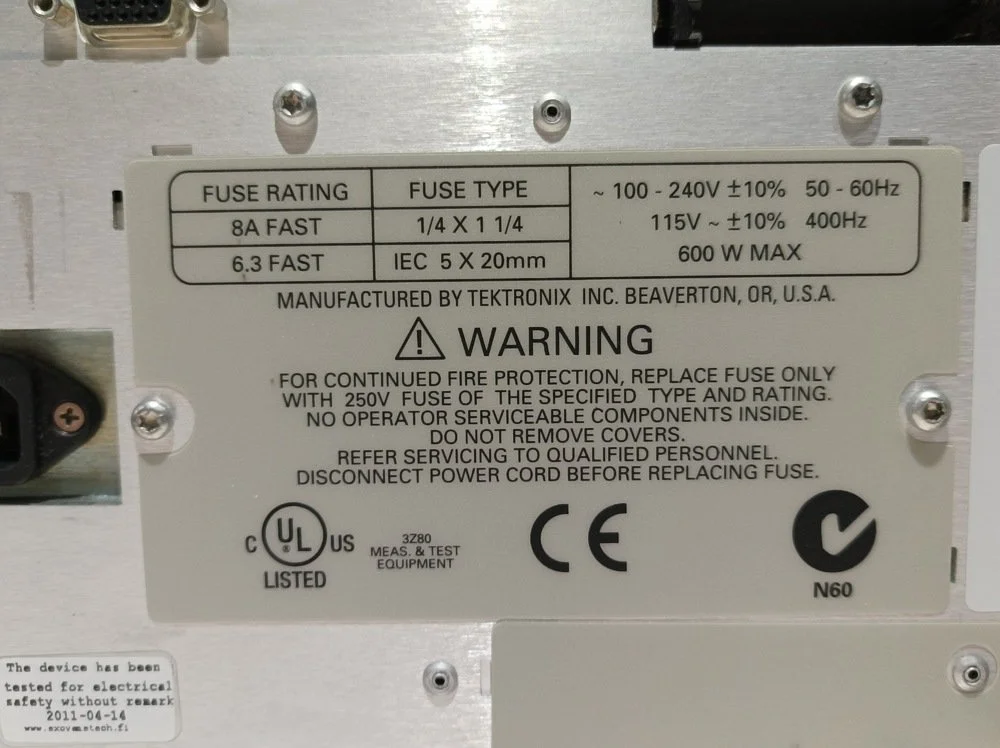 FUSE RATING FUSE TYPE ~ 100 - 240V ±10% 50 - 60Hz
8A FAST 1/4 X 1 1/4 115V ~ ±10% 400Hz
6.3 FAST IEC 5 X 20mm 600 W MAX
MANUFACTURED BY TEKTRONIX INC. BEAVERTON, OR, U.S.A.
WARNING
FOR CONTINUED FIRE PROTECTION, REPLACE FUSE ONLY
WITH 250V FUSE OF THE SPECIFIED TYPE AND RATING.
NO OPERATOR SERVICEABLE COMPONENTS INSIDE.
DO NOT REMOVE COVERS.
REFER SERVICING TO QUALIFIED PERSONNEL.
DISCONNECT POWER CORD BEFORE REPLACING FUSE.
C UL® US
LISTED
3Z80
MEAS. & TEST
EQUIPMENT
CE
N60
The device has been
tested for electrical
safety without remark
2011-04-14